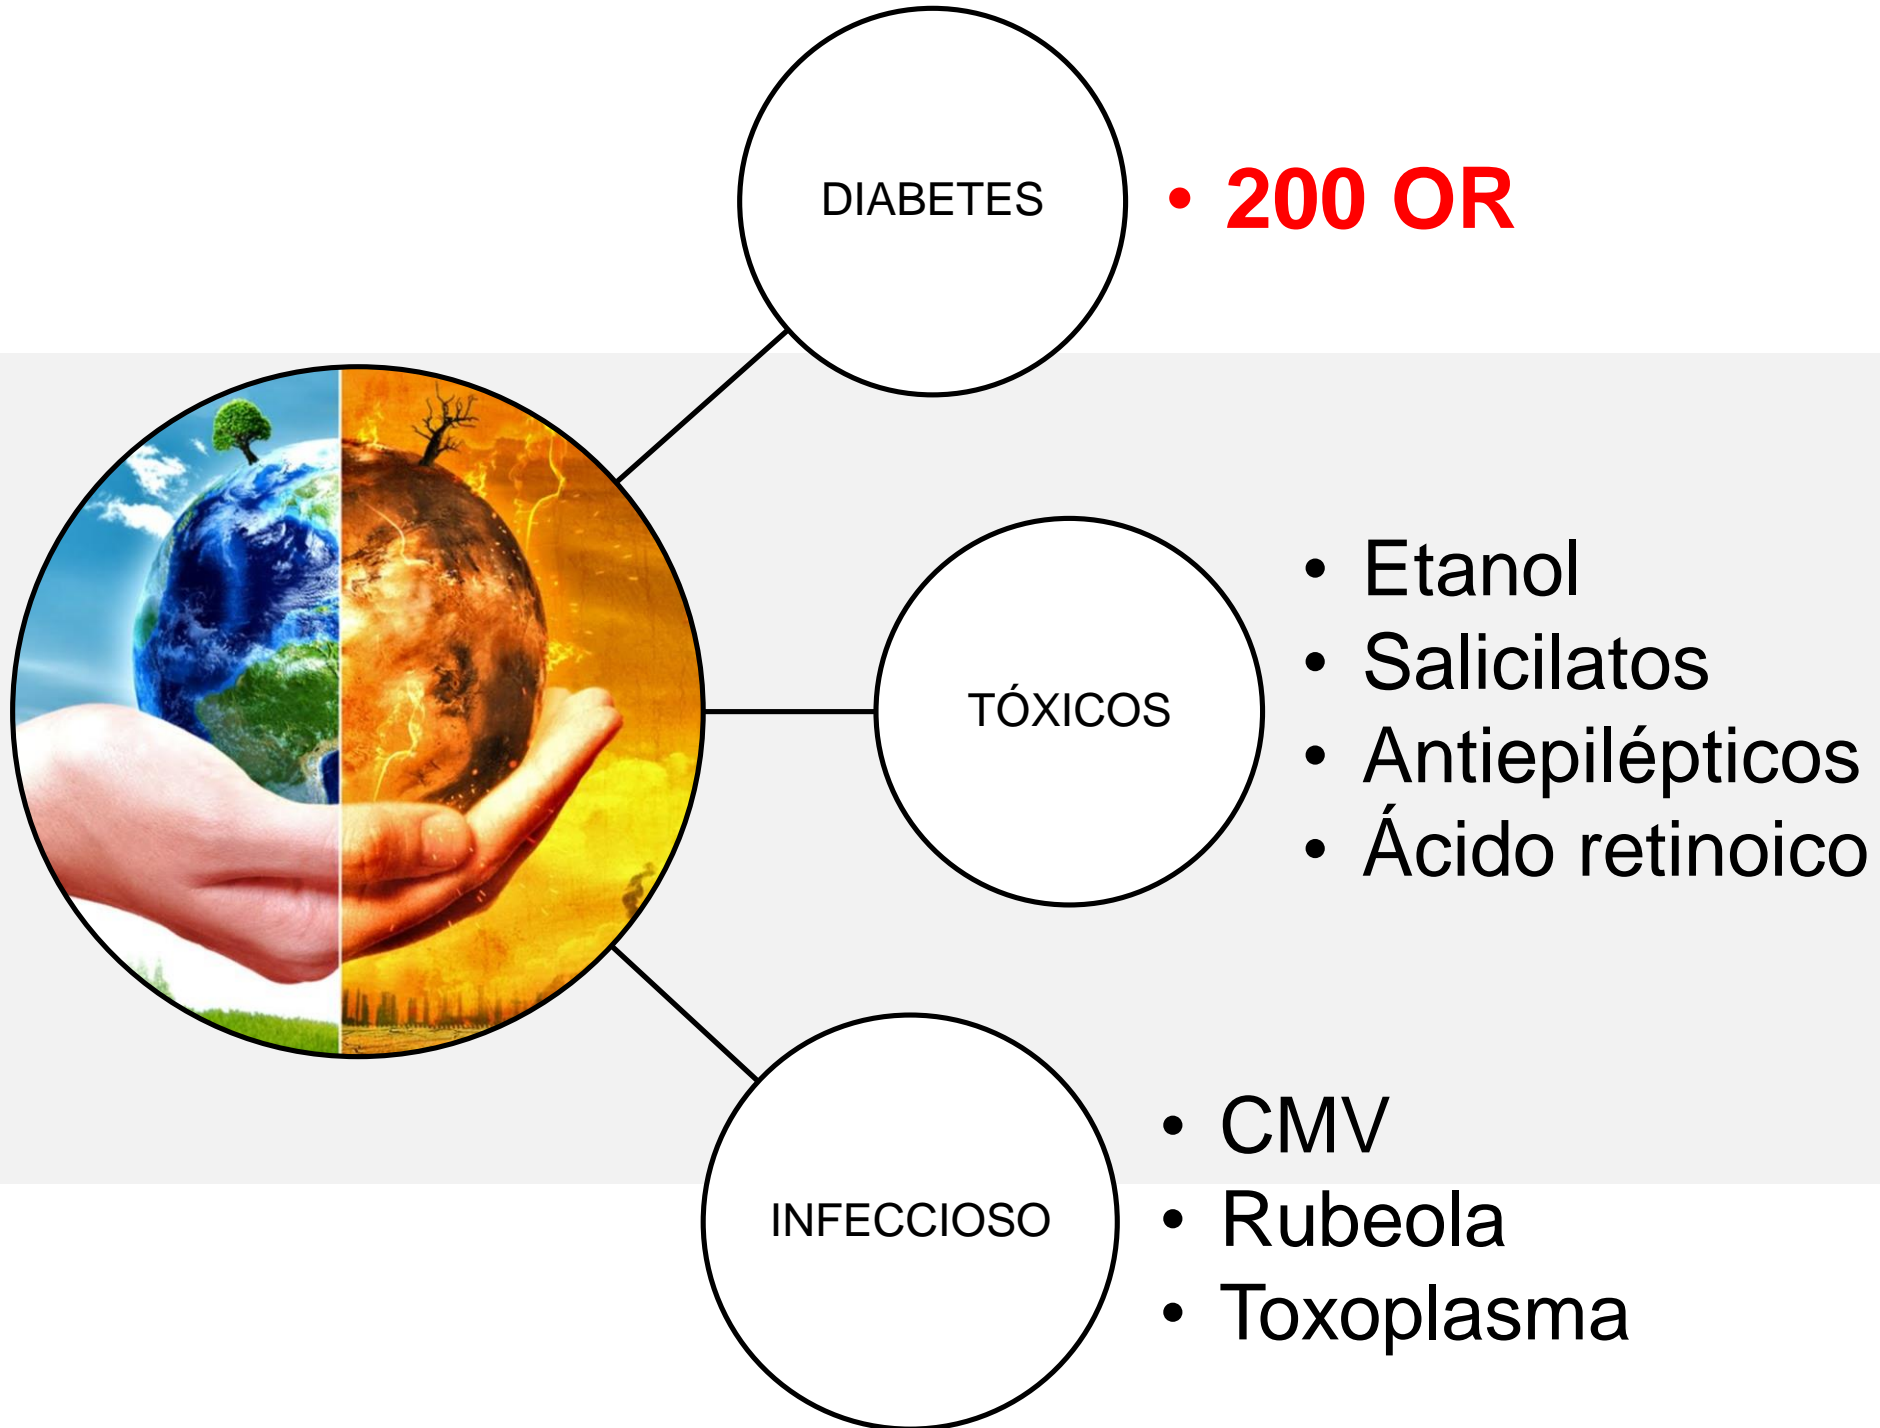 DIABETES
• 200 OR
TÓXICOS
• Etanol
• Salicilatos
• Antiepilépticos
• Ácido retinoico
INFECCIOSO
• CMV
• Rubeola
• Toxoplasma